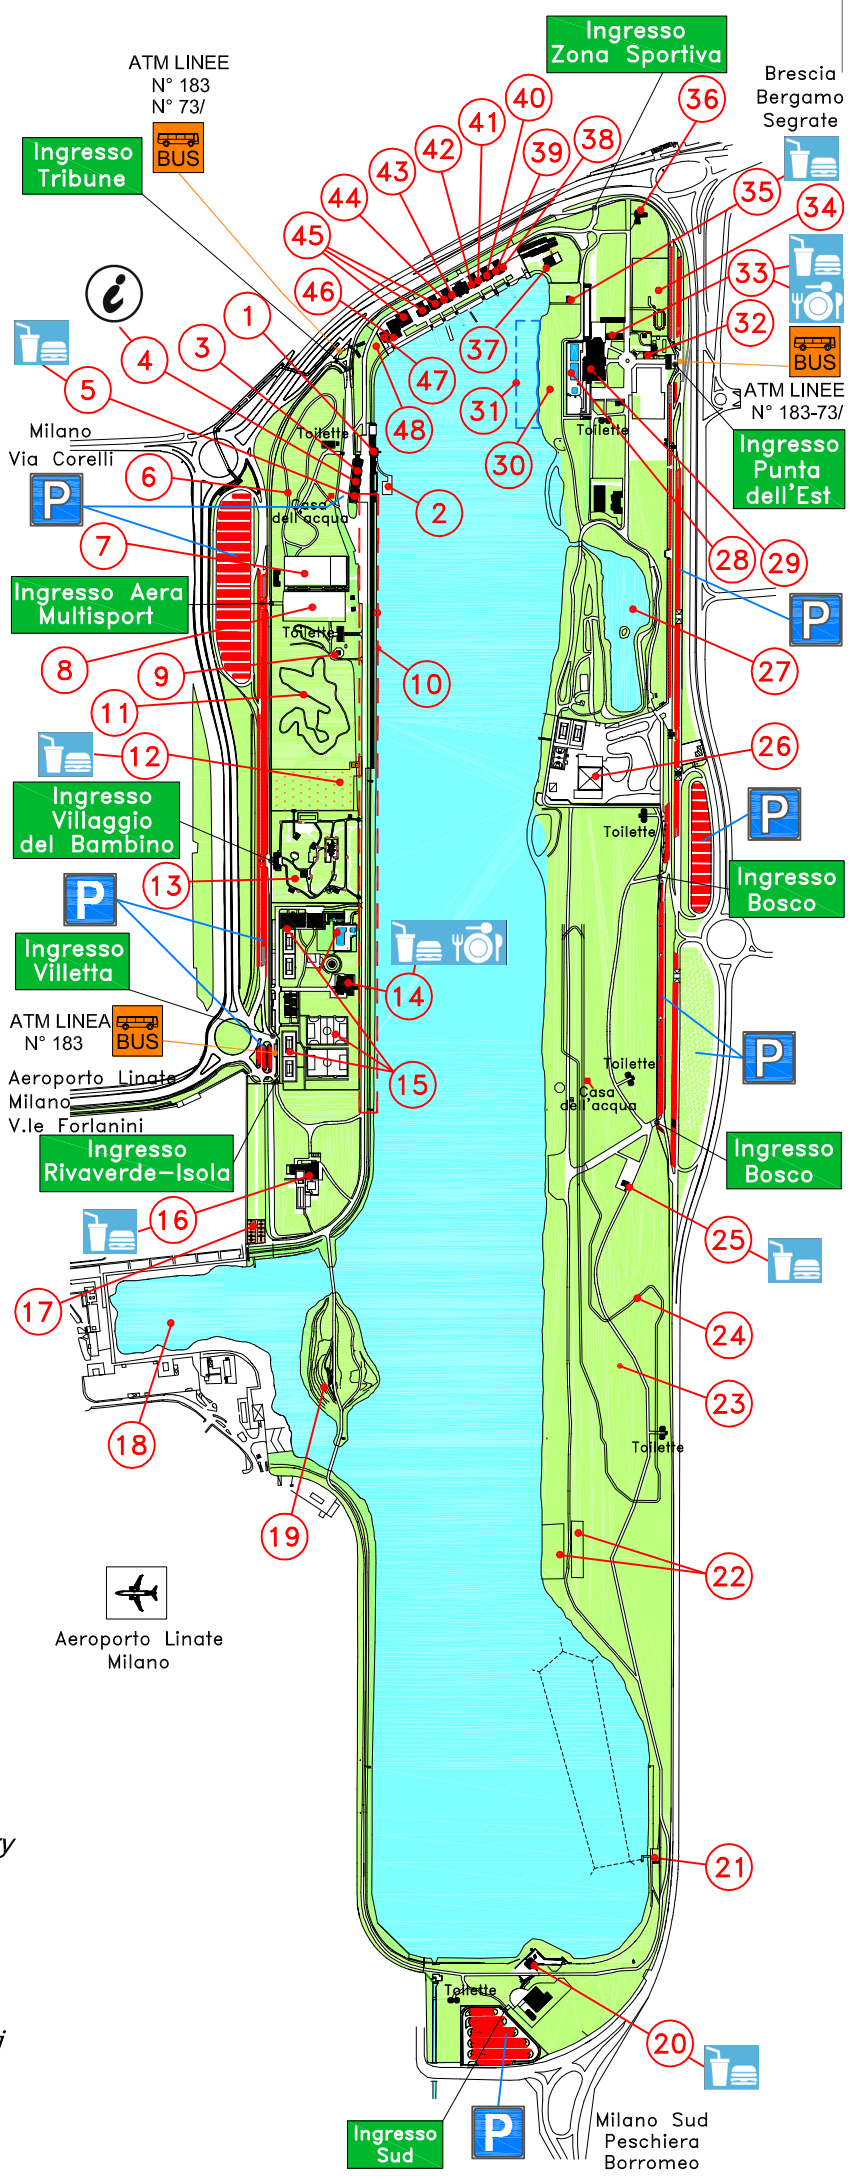 Ingresso
Zona Sportiva
ATM LINEE
N° 183
N° 73/
BUS
Brescia
Bergamo
Segrate
Ingresso
Tribune
36
40
41
39
38
42
43
35
44
34
45
33
46
32
1
37
BUS
3
4
47
31
ATM LINEE
N° 183-73/
5
48
30
Toilette
Toilette
Milano
Via Corelli
Ingresso
Punta
dell'Est
P
6
Casa
dell'acqua
2
7
28
29
Ingresso Aera
Multisport
P
Toilette
8
9
10
27
11
12
26
Ingresso
Villaggio
del Bambino
P
Toilette
13
Ingresso
Bosco
P
Ingresso
Villetta
14
ATM LINEA
N° 183
BUS
P
15
Toilette
Aeroporto Linate
Milano
V.le Forlanini
Casa
dell'acqua
Ingresso
Rivaverde-Isola
Ingresso
Bosco
16
25
17
24
23
18
Toilette
19
22
Aeroporto Linate
Milano
y
21
Toilette
i
20
Ingresso
Sud
P
Milano Sud
Peschiera
Borromeo